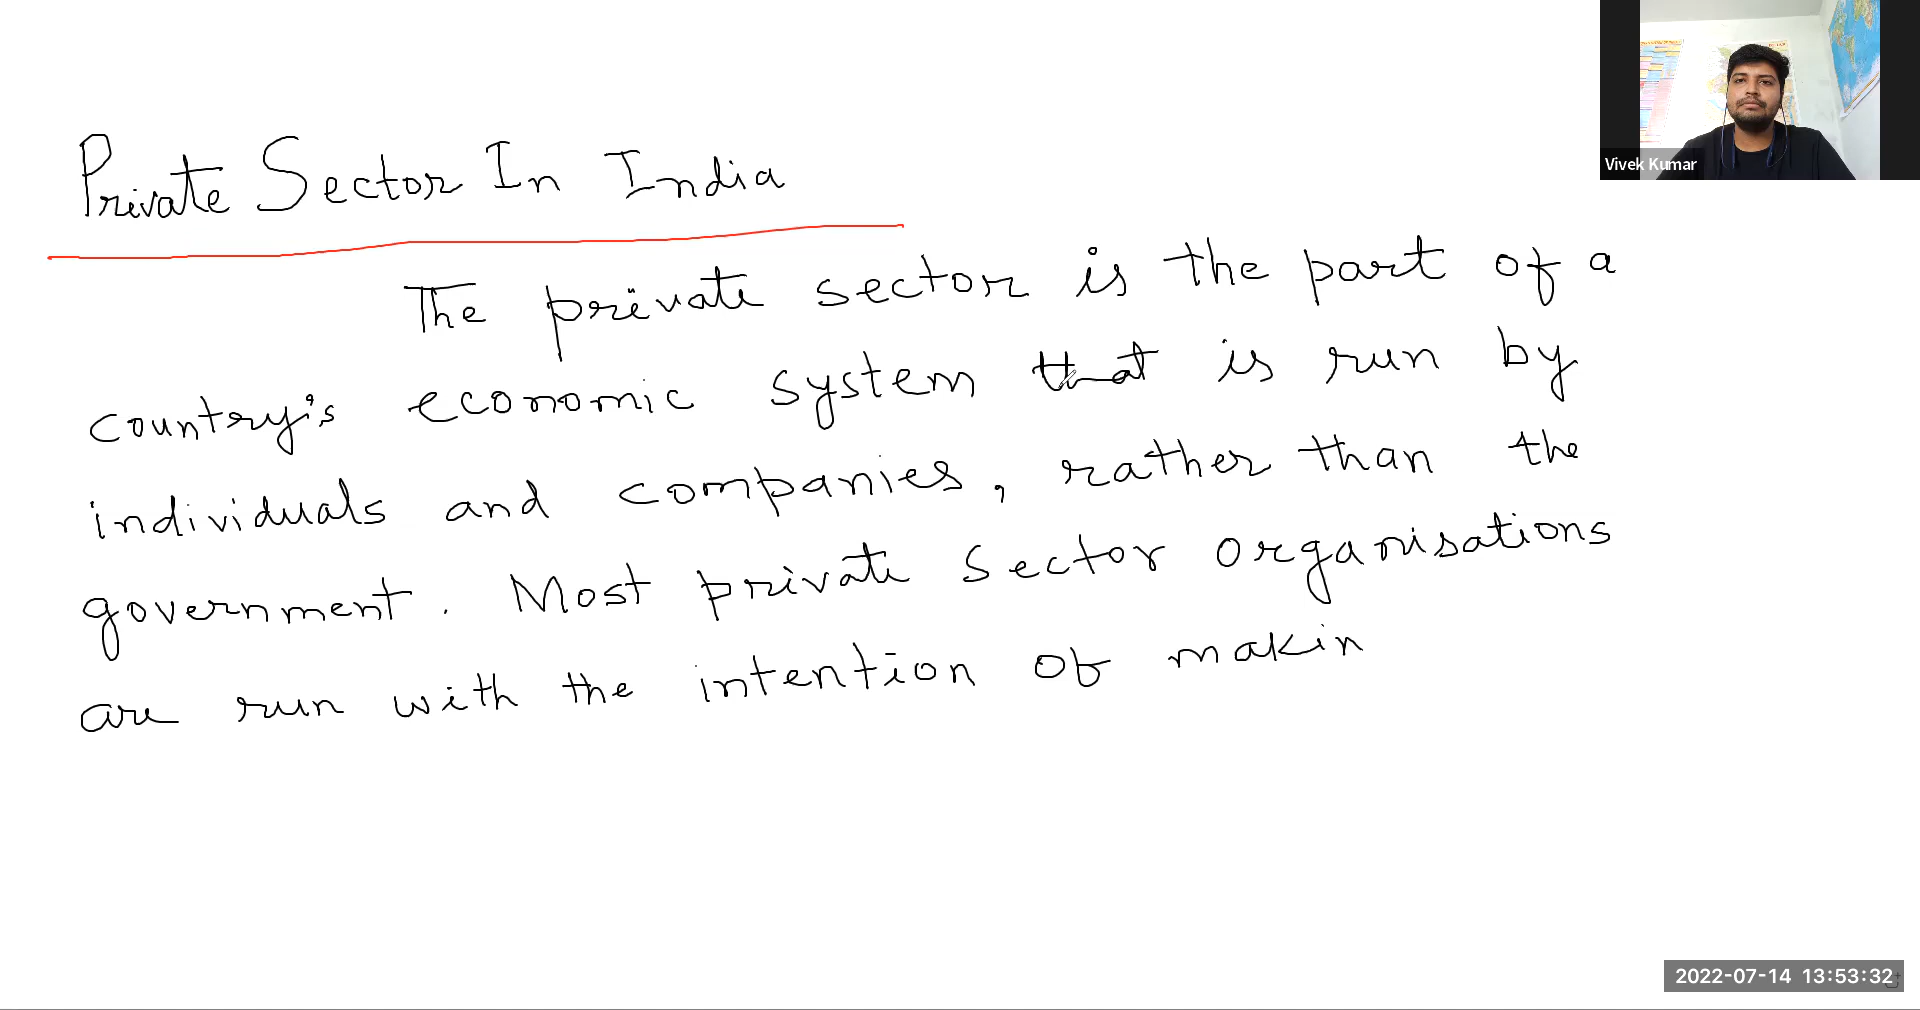 Private Sector In India
The private sector is the part of a
country's economic system that is run by
individuals and companies, rather than the
government. Most private sector organisations
are run with the intention of makin
Vivek Kumar
2022-07-14 13:53:32